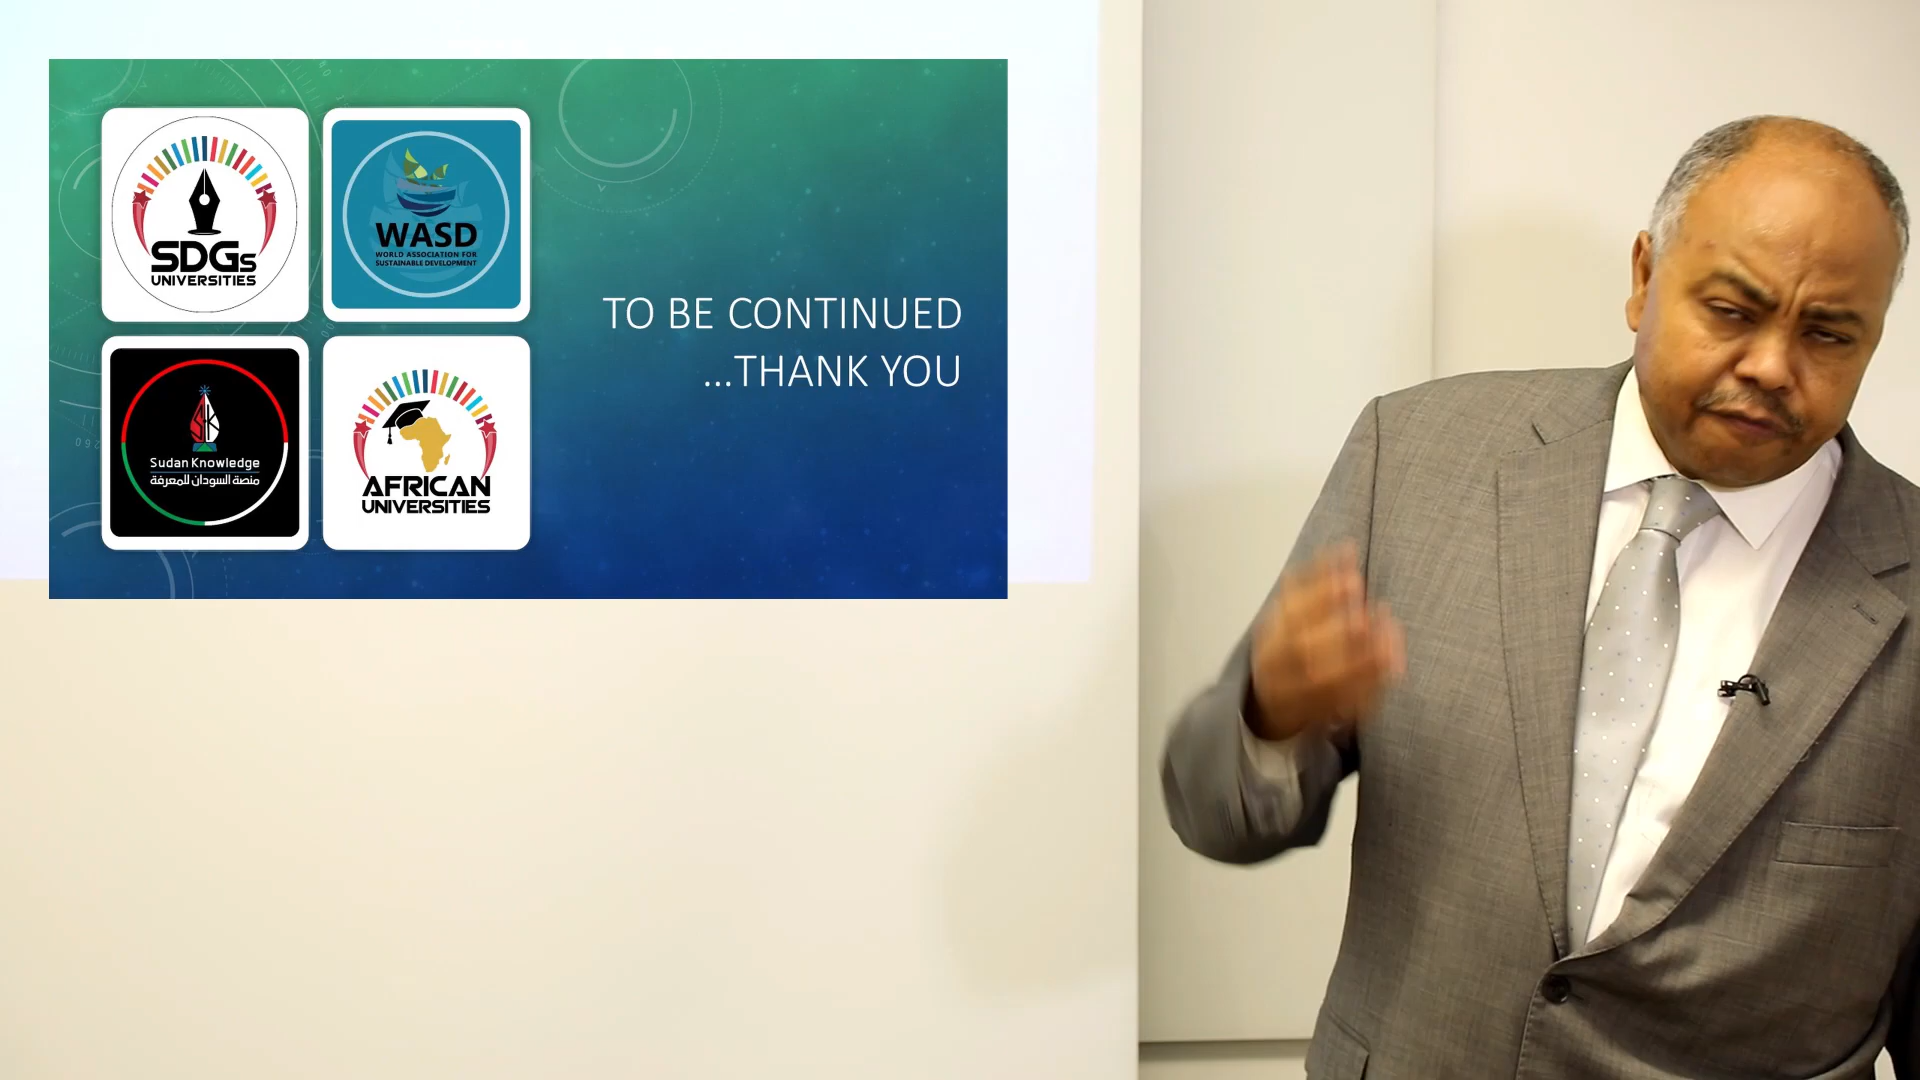 SDGs
UNIVERSITIES
WASD
WORLD ASSOCIATION FOR
SUSTAINABLE DEVELOPMENT
Sudan Knowledge
منصة السودان للمعرفة
AFRICAN
UNIVERSITIES
TO BE CONTINUED
...THANK YOU